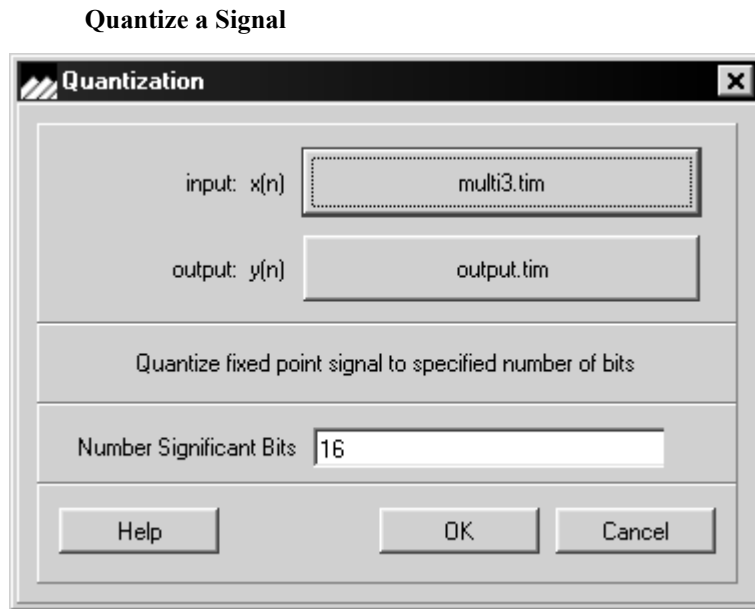 Quantize a Signal
Quantization
input: x(n) multi3.tim
output: y(n) output.tim
Quantize fixed point signal to specified number of bits
Number Significant Bits 16
Help OK Cancel